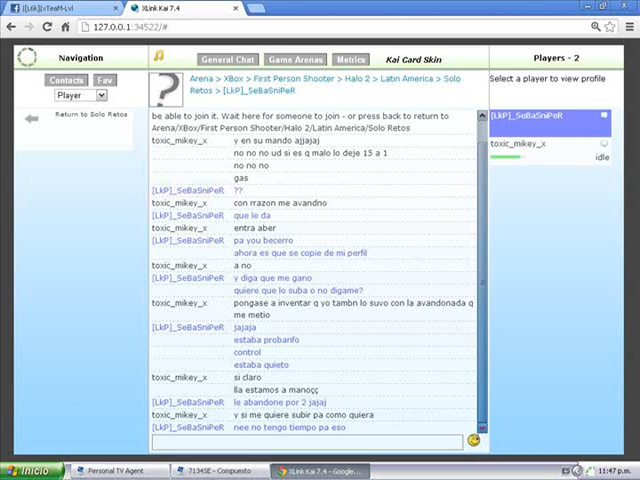 |[L6k]|xTeaM-Lvl
XLink Kai 7.4
127.0.0.1:34522/#
Navigation
General Chat
Game Arenas
Metrics
Kai Card Skin
Players - 2
Contacts
Fav
Player
Return to Solo Retos
Arena > XBox > First Person Shooter > Halo 2 > Latin America > Solo
Retos > [LkP]_SeBaSniPeR
Select a player to view profile
[LkP]_SeBaSniPeR
toxic_mikey_x
idle
be able to join it. Wait here for someone to join - or press back to return to
Arena/XBox/First Person Shooter/Halo 2/Latin America/Solo Retos
toxic_mikey_x y en su mando ajjajaj
no no no ud si es q malo lo deje 15 a 1
no no no
gas
[LkP]_SeBaSniPeR ??
toxic_mikey_x con rrazon me avandno
[LkP]_SeBaSniPeR que le da
toxic_mikey_x entra aber
[LkP]_SeBaSniPeR pa you becerro
ahora es que se copie de mi perfil
toxic_mikey_x a no
[LkP]_SeBaSniPeR y diga que me gano
quiere que lo suba o no digame?
toxic_mikey_x pongase a inventar q yo tambn lo suvo con la avandonada q
me metio
[LkP]_SeBaSniPeR jajaja
estaba probanfo
control
estaba quieto
toxic_mikey_x si claro
lla estamos a manoçç
[LkP]_SeBaSniPeR le abandone por 2 jajaj
toxic_mikey_x y si me quiere subir pa como quiera
[LkP]_SeBaSniPeR nee no tengo tiempo pa eso
Inicio
Personal TV Agent
71345E - Compuesto
XLink Kai 7.4 - Google...
ES
11:47 p.m.